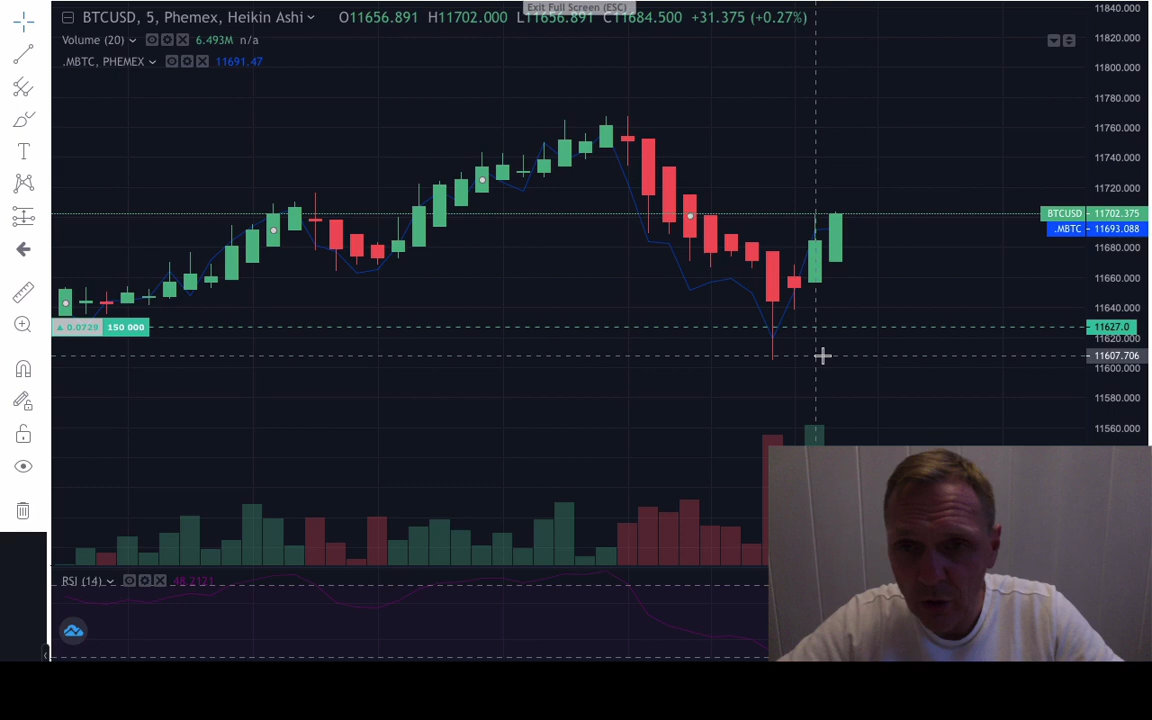 Exit Full Screen (ESC)
BTCUSD, 5, Phemex, Heikin Ashi O11656.891 H11702.000 L11656.891 C11684.500 +31.375 (+0.27%)
Volume (20) 6.493M n/a
.MBTC, PHEMEX 11691.47
11840.000
11820.000
11800.000
11780.000
11760.000
11740.000
11720.000
BTCUSD 11702.375
.MBTC 11693.088
11680.000
11660.000
11640.000
▲ 0.0729 150 000 11627.0
11620.000
11607.706
11600.000
11580.000
11560.000
RSI (14) 48.2121
T